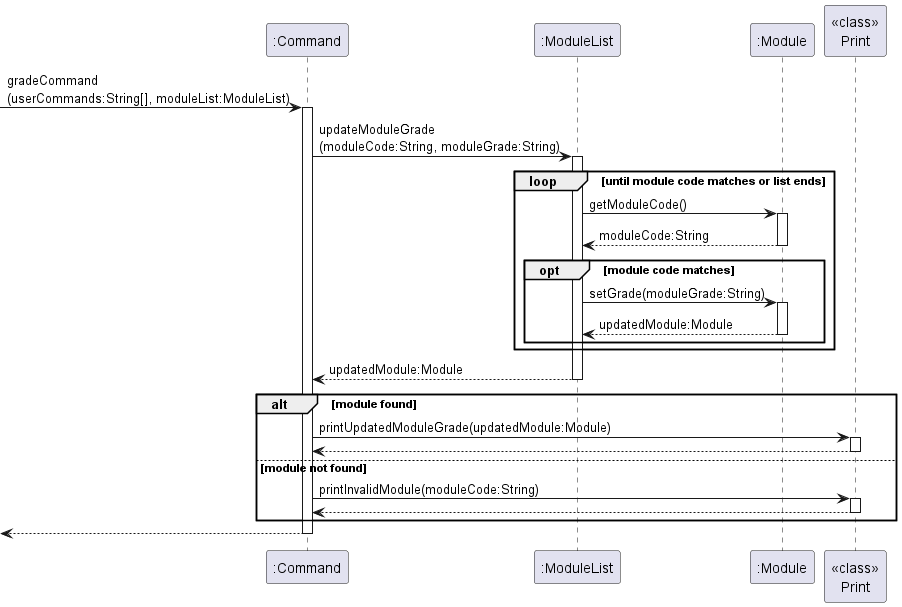 «class»
:Command
:ModuleList
:Module
Print
gradeCommand
(userCommands:String[], moduleList:ModuleList)
updateModuleGrade
(moduleCode:String, moduleGrade:String)
loop
[until module code matches or list ends]
getModuleCode()
moduleCode:String
opt
[module code matches]
setGrade(moduleGrade:String)
updatedModule:Module
updatedModule:Module
alt
[module found]
printUpdatedModuleGrade(updatedModule:Module)
[module not found]
printInvalidModule(moduleCode:String)
:Command
:ModuleList
:Module
«class»
Print